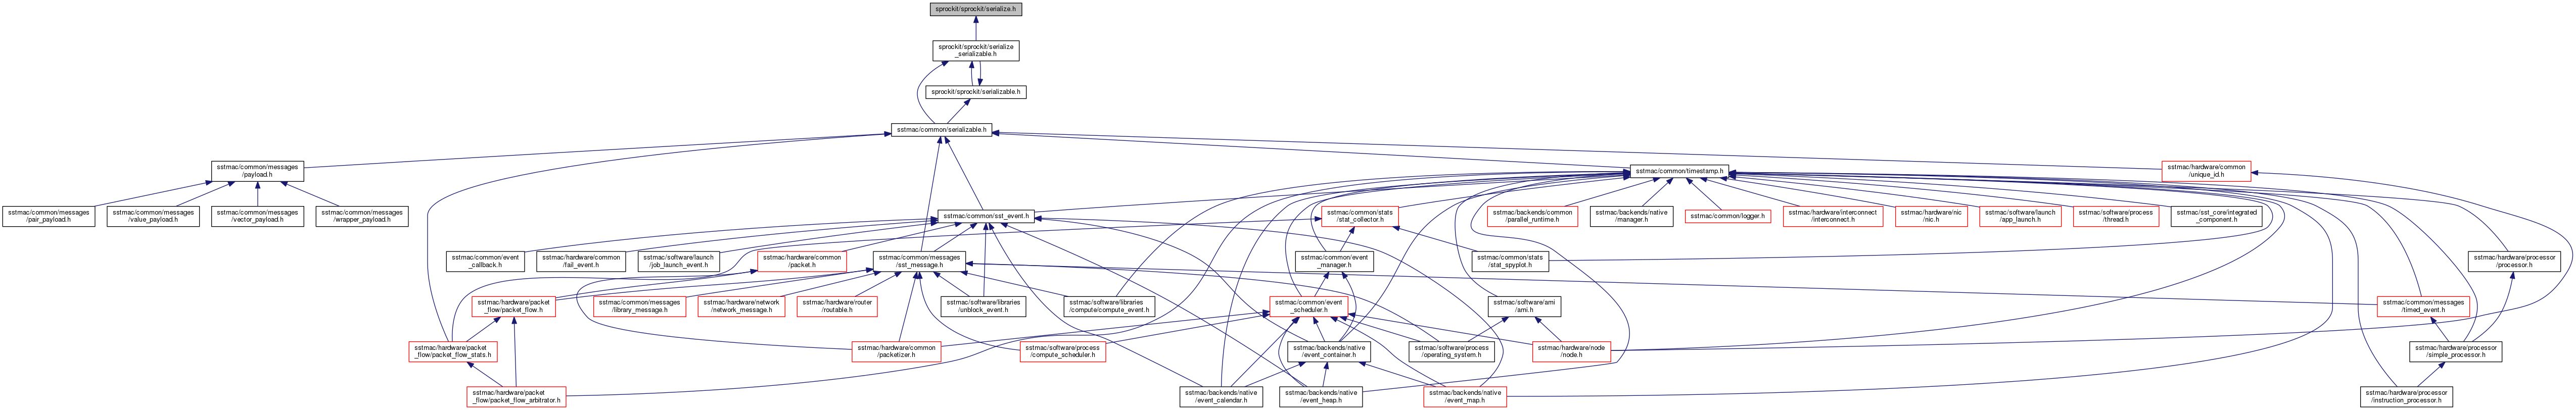 sprockit/sprockit/serialize.h
sprockit/sprockit/serialize
_serializable.h
sprockit/sprockit/serializable.h
sstmac/common/serializable.h
sstmac/common/messages
/payload.h
sstmac/common/timestamp.h
sstmac/hardware/common
/unique_id.h
sstmac/common/messages
/pair_payload.h
sstmac/common/messages
/value_payload.h
sstmac/common/messages
/vector_payload.h
sstmac/common/messages
/wrapper_payload.h
sstmac/common/sst_event.h
sstmac/common/stats
/stat_collector.h
sstmac/backends/common
/parallel_runtime.h
sstmac/backends/native
/manager.h
sstmac/common/logger.h
sstmac/hardware/interconnect
/interconnect.h
sstmac/hardware/nic
/nic.h
sstmac/software/launch
/app_launch.h
sstmac/software/process
/thread.h
sstmac/sst_core/integrated
_component.h
sstmac/common/event
_callback.h
sstmac/hardware/common
/fail_event.h
sstmac/software/launch
/job_launch_event.h
sstmac/hardware/common
/packet.h
sstmac/common/messages
/sst_message.h
sstmac/common/event
_manager.h
sstmac/common/stats
/stat_spyplot.h
sstmac/hardware/processor
/processor.h
sstmac/hardware/packet
_flow/packet_flow.h
sstmac/common/messages
/library_message.h
sstmac/hardware/network
/network_message.h
sstmac/hardware/router
/routable.h
sstmac/software/libraries
/unblock_event.h
sstmac/software/libraries
/compute/compute_event.h
sstmac/common/event
_scheduler.h
sstmac/software/ami
/ami.h
sstmac/common/messages
/timed_event.h
sstmac/hardware/packet
_flow/packet_flow_stats.h
sstmac/hardware/common
/packetizer.h
sstmac/software/process
/compute_scheduler.h
sstmac/backends/native
/event_container.h
sstmac/software/process
/operating_system.h
sstmac/hardware/node
/node.h
sstmac/hardware/processor
/simple_processor.h
sstmac/hardware/packet
_flow/packet_flow_arbitrator.h
sstmac/backends/native
/event_calendar.h
sstmac/backends/native
/event_heap.h
sstmac/backends/native
/event_map.h
sstmac/hardware/processor
/instruction_processor.h